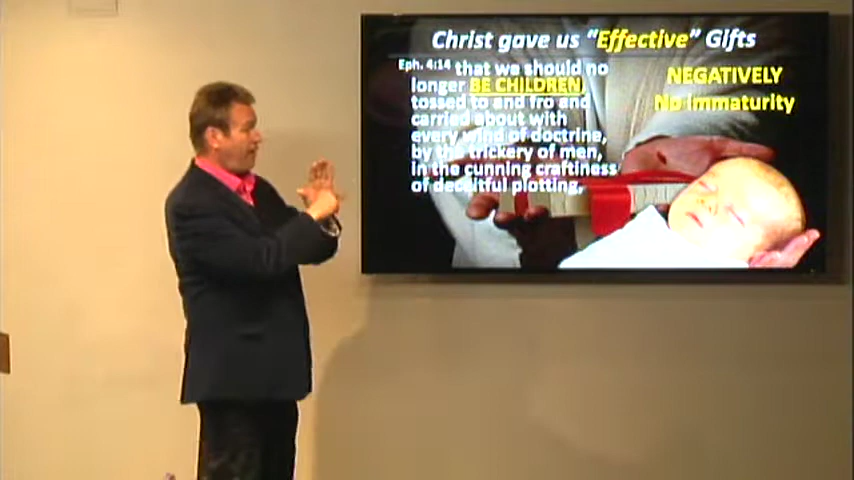 Christ gave us "Effective" Gifts
Eph. 4:14 that we should no
longer BE CHILDREN,
tossed to and fro and
carried about with
every wind of doctrine,
by the trickery of men,
in the cunning craftiness
of deceitful plotting,
NEGATIVELY
No immaturity